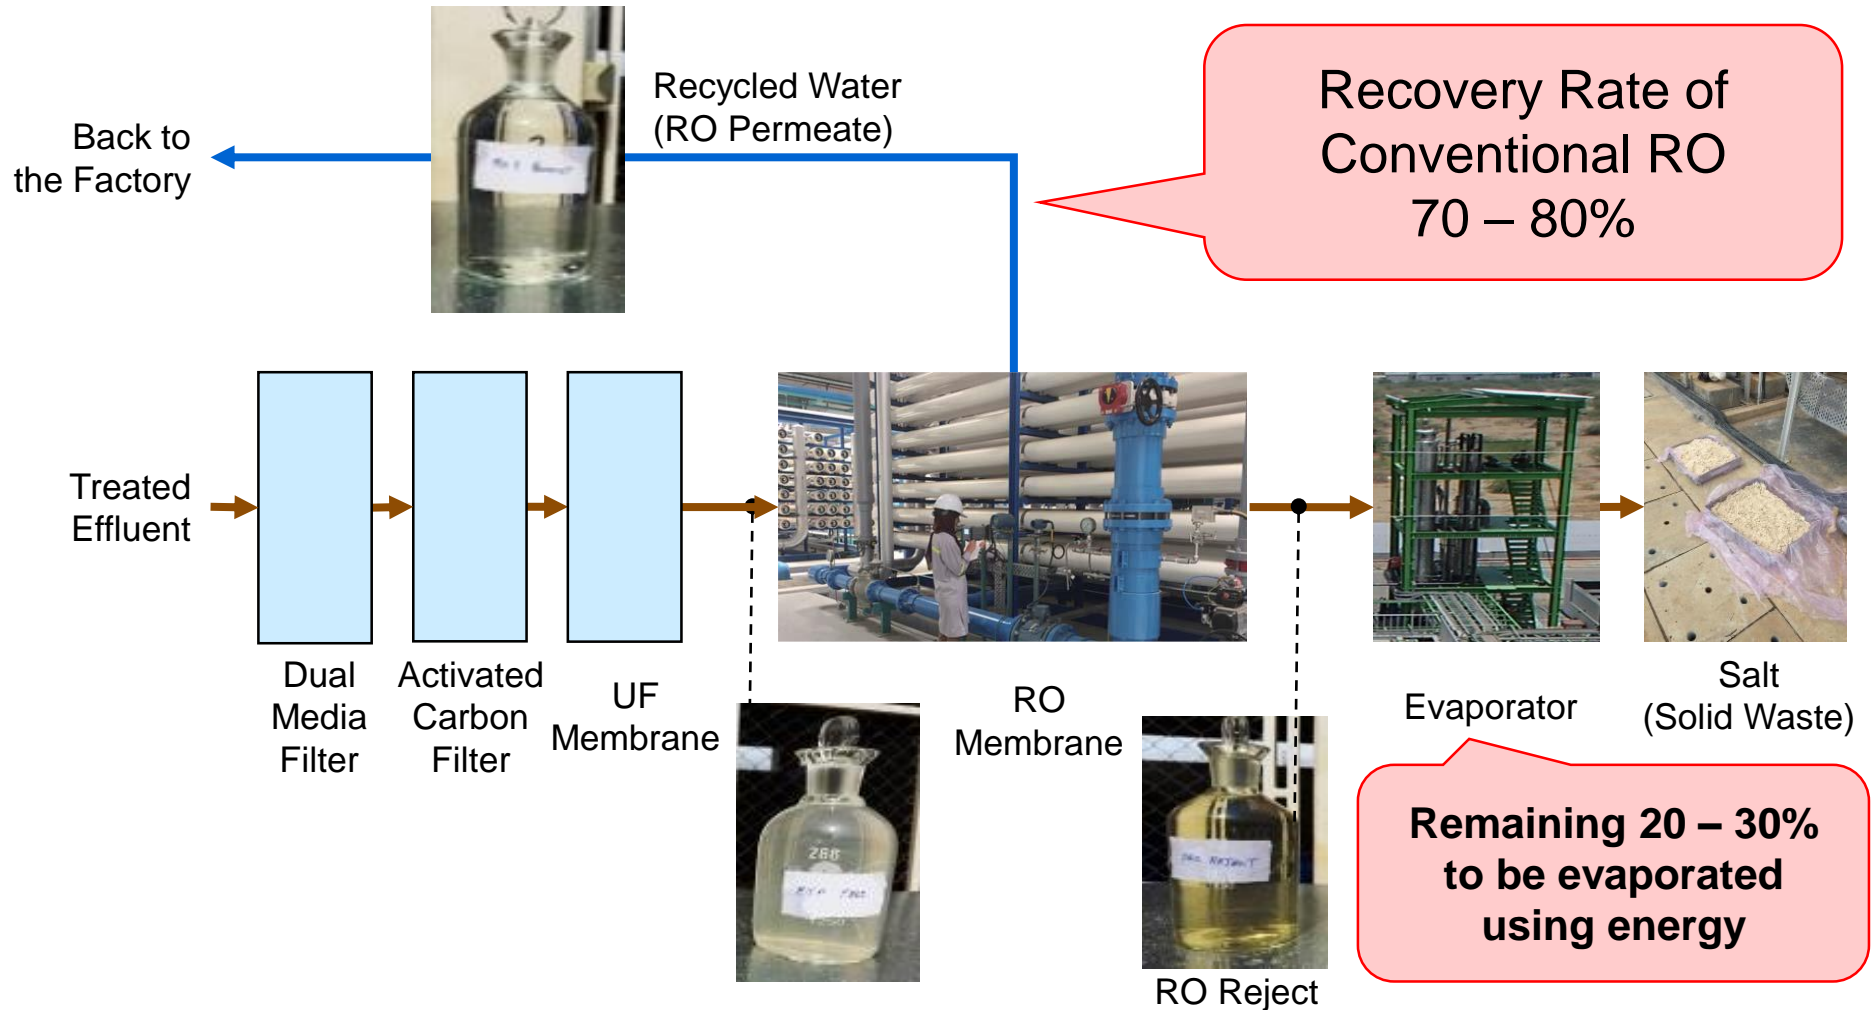 Recycled Water
(RO Permeate)
Back to
the Factory
Recovery Rate of
Conventional RO
70 – 80%
Treated
Effluent
Dual
Media
Filter
Activated
Carbon
Filter
UF
Membrane
RO
Membrane
Evaporator
Salt
(Solid Waste)
RO Reject
Remaining 20 – 30%
to be evaporated
using energy